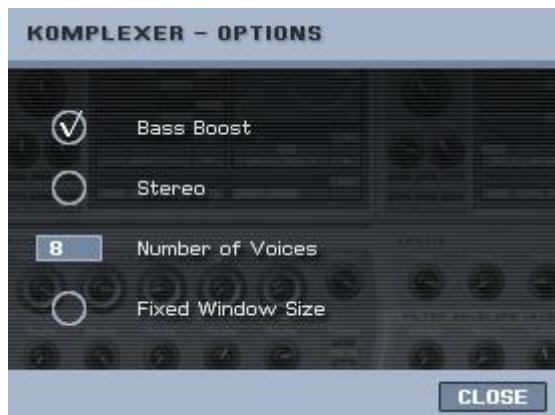 KOMPLEXER - OPTIONS
Bass Boost
Stereo
8 Number of Voices
Fixed Window Size
CLOSE